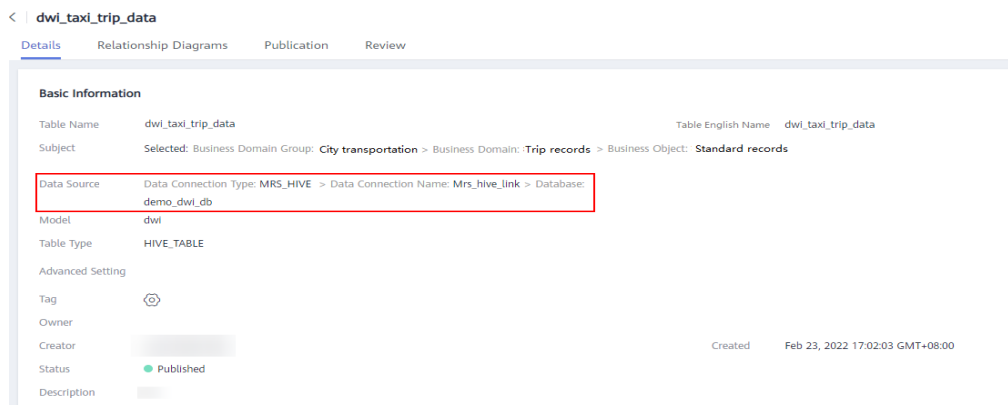 dwi_taxi_trip_data
Details Relationship Diagrams Publication Review
Basic Information
Table Name dwi_taxi_trip_data Table English Name dwi_taxi_trip_data
Subject Selected: Business Domain Group: City transportation > Business Domain: Trip records > Business Object: Standard records
Data Source Data Connection Type: MRS_HIVE > Data Connection Name: Mrs_hive_link > Database:
demo_dwi_db
Model dwi
Table Type HIVE_TABLE
Advanced Setting
Tag
Owner
Creator Created Feb 23, 2022 17:02:03 GMT+08:00
Status Published
Description